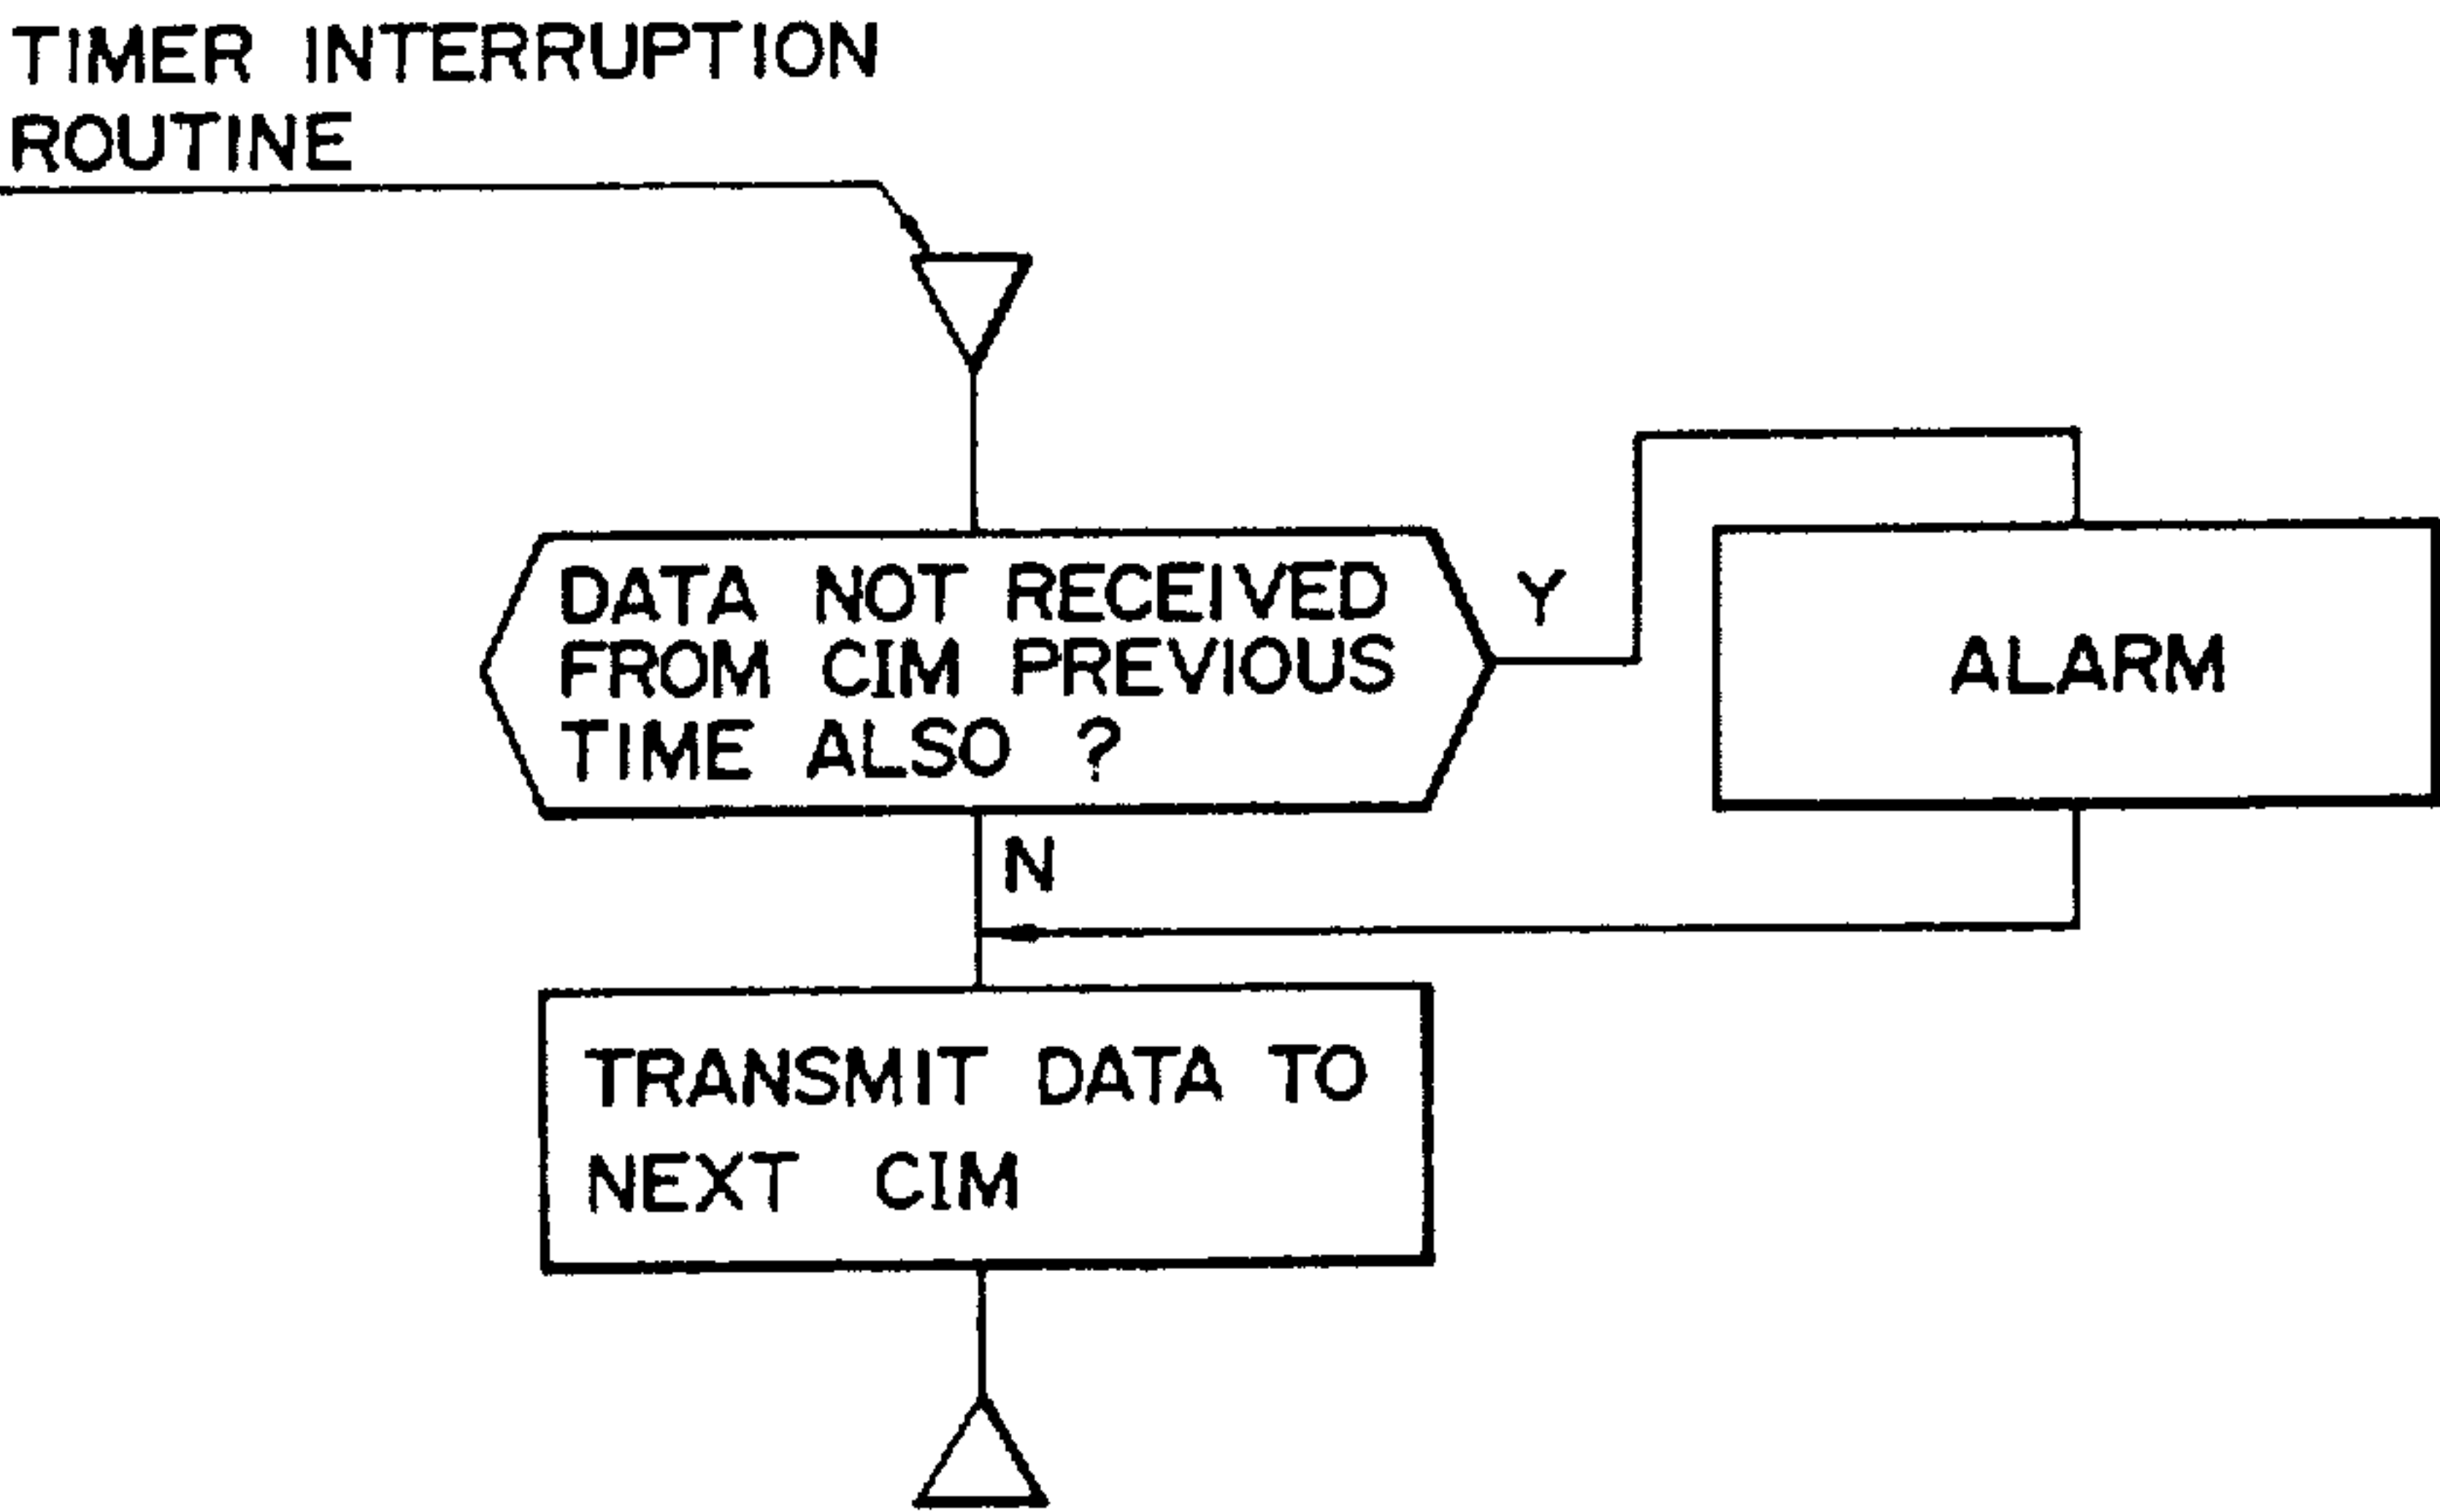 TIMER INTERRUPTION
ROUTINE
DATA NOT RECEIVED
FROM CIM PREVIOUS
TIME ALSO ?
Y
ALARM
N
TRANSMIT DATA TO
NEXT CIM